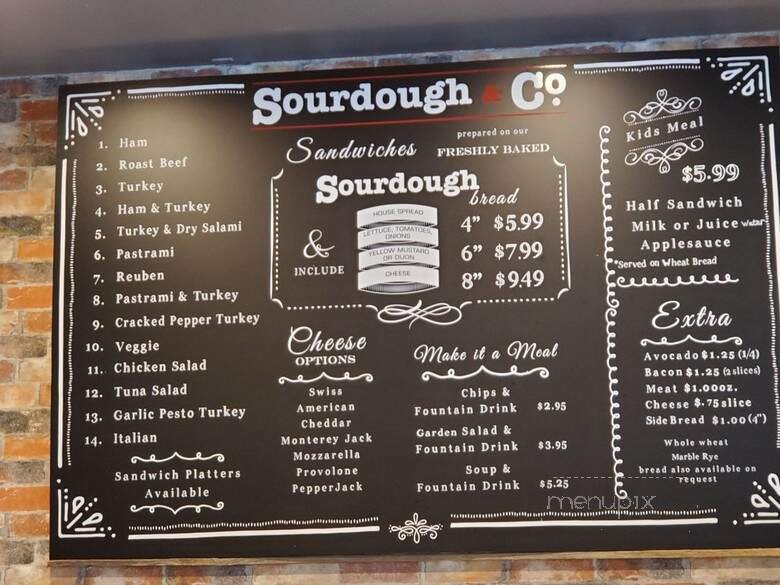 Sourdough & Co.
Sandwiches prepared on our FRESHLY BAKED
Sourdough bread
1. Ham
2. Roast Beef
3. Turkey
4. Ham & Turkey
5. Turkey & Dry Salami
6. Pastrami
7. Reuben
8. Pastrami & Turkey
9. Cracked Pepper Turkey
10. Veggie
11. Chicken Salad
12. Tuna Salad
13. Garlic Pesto Turkey
14. Italian
Sandwich Platters
Available
& INCLUDE
HOUSE SPREAD
LETTUCE, TOMATOES,
ONIONS
YELLOW MUSTARD
OR DIJON
CHEESE
4" $5.99
6" $7.99
8" $9.49
Cheese
OPTIONS
Swiss
American
Cheddar
Monterey Jack
Mozzarella
Provolone
PepperJack
Make it a Meal
Chips &
Fountain Drink $2.95
Garden Salad &
Fountain Drink $3.95
Soup &
Fountain Drink $5.25
Kids Meal
$5.99
Half Sandwich
Milk or Juice water
Applesauce
*Served on Wheat Bread
Extra
Avocado $1.25 (1/4)
Bacon $1.25 (2 slices)
Meat $1.00oz.
Cheese $.75 slice
Side Bread $1.00 (4")
Whole wheat
Marble Rye
bread also available on
request
menupix